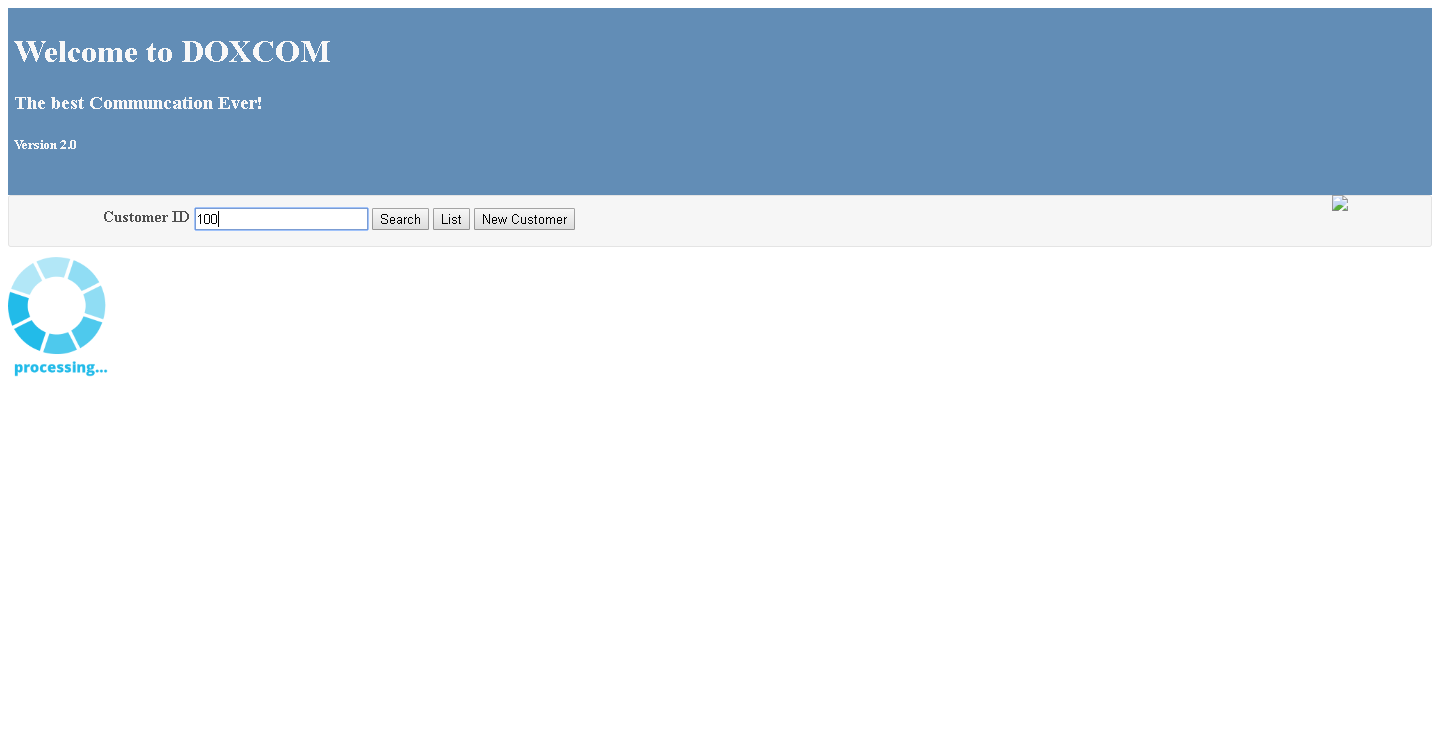 Welcome to DOXCOM
The best Communcation Ever!
Version 2.0
Customer ID 100 Search List New Customer
processing...